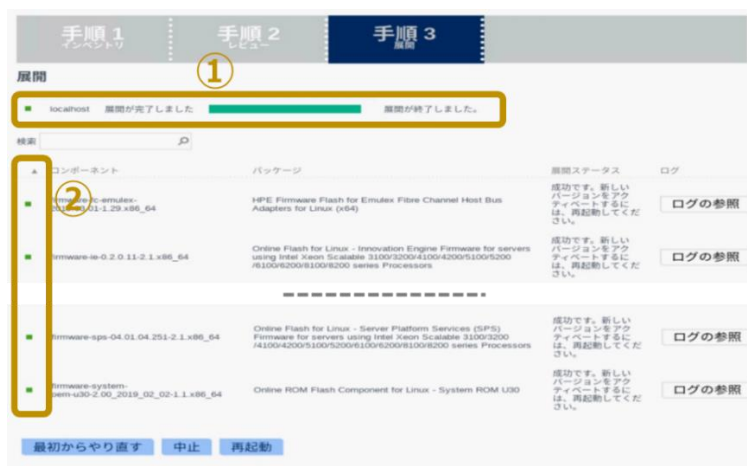 手順 1
インベントリ
手順 2
レビュー
手順 3
展開
①
展開
localhost 展開が完了しました 展開が終了しました。
検索
コンポーネント パッケージ 展開ステータス ログ
②
firmware-fc-emulex-
01-1.29.x86_64
HPE Firmware Flash for Emulex Fibre Channel Host Bus
Adapters for Linux (x64)
成功です。新しい
バージョンをアク
ティベートするに
は、再起動してくだ
さい。
ログの参照
firmware-ie-0.2.0.11-2.1.x86_64
Online Flash for Linux - Innovation Engine Firmware for servers
using Intel Xeon Scalable 3100/3200/4100/4200/5100/5200
/6100/6200/8100/8200 series Processors
成功です。新しい
バージョンをアク
ティベートするに
は、再起動してくだ
さい。
ログの参照
firmware-sps-04.01.04.251-2.1.x86_64
Online Flash for Linux - Server Platform Services (SPS)
Firmware for servers using Intel Xeon Scalable 3100/3200
/4100/4200/5100/5200/6100/6200/8100/8200 series Processors
成功です。新しい
バージョンをアク
ティベートするに
は、再起動してくだ
さい。
ログの参照
firmware-system-
oem-u30-2.00_2019_02_02-1.1.x86_64
Online ROM Flash Component for Linux - System ROM U30
成功です。新しい
バージョンをアク
ティベートするに
は、再起動してくだ
さい。
ログの参照
最初からやり直す 中止 再起動